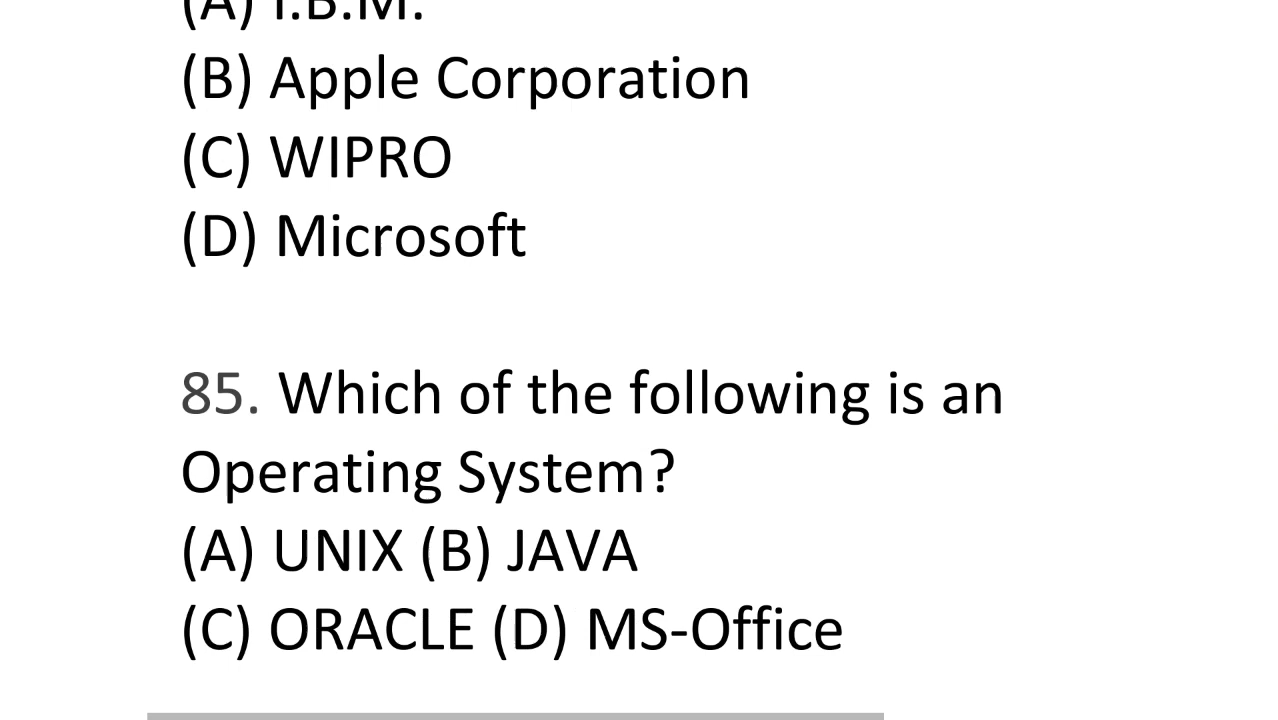 (A) I.B.M.
(B) Apple Corporation
(C) WIPRO
(D) Microsoft
85. Which of the following is an
Operating System?
(A) UNIX (B) JAVA
(C) ORACLE (D) MS-Office